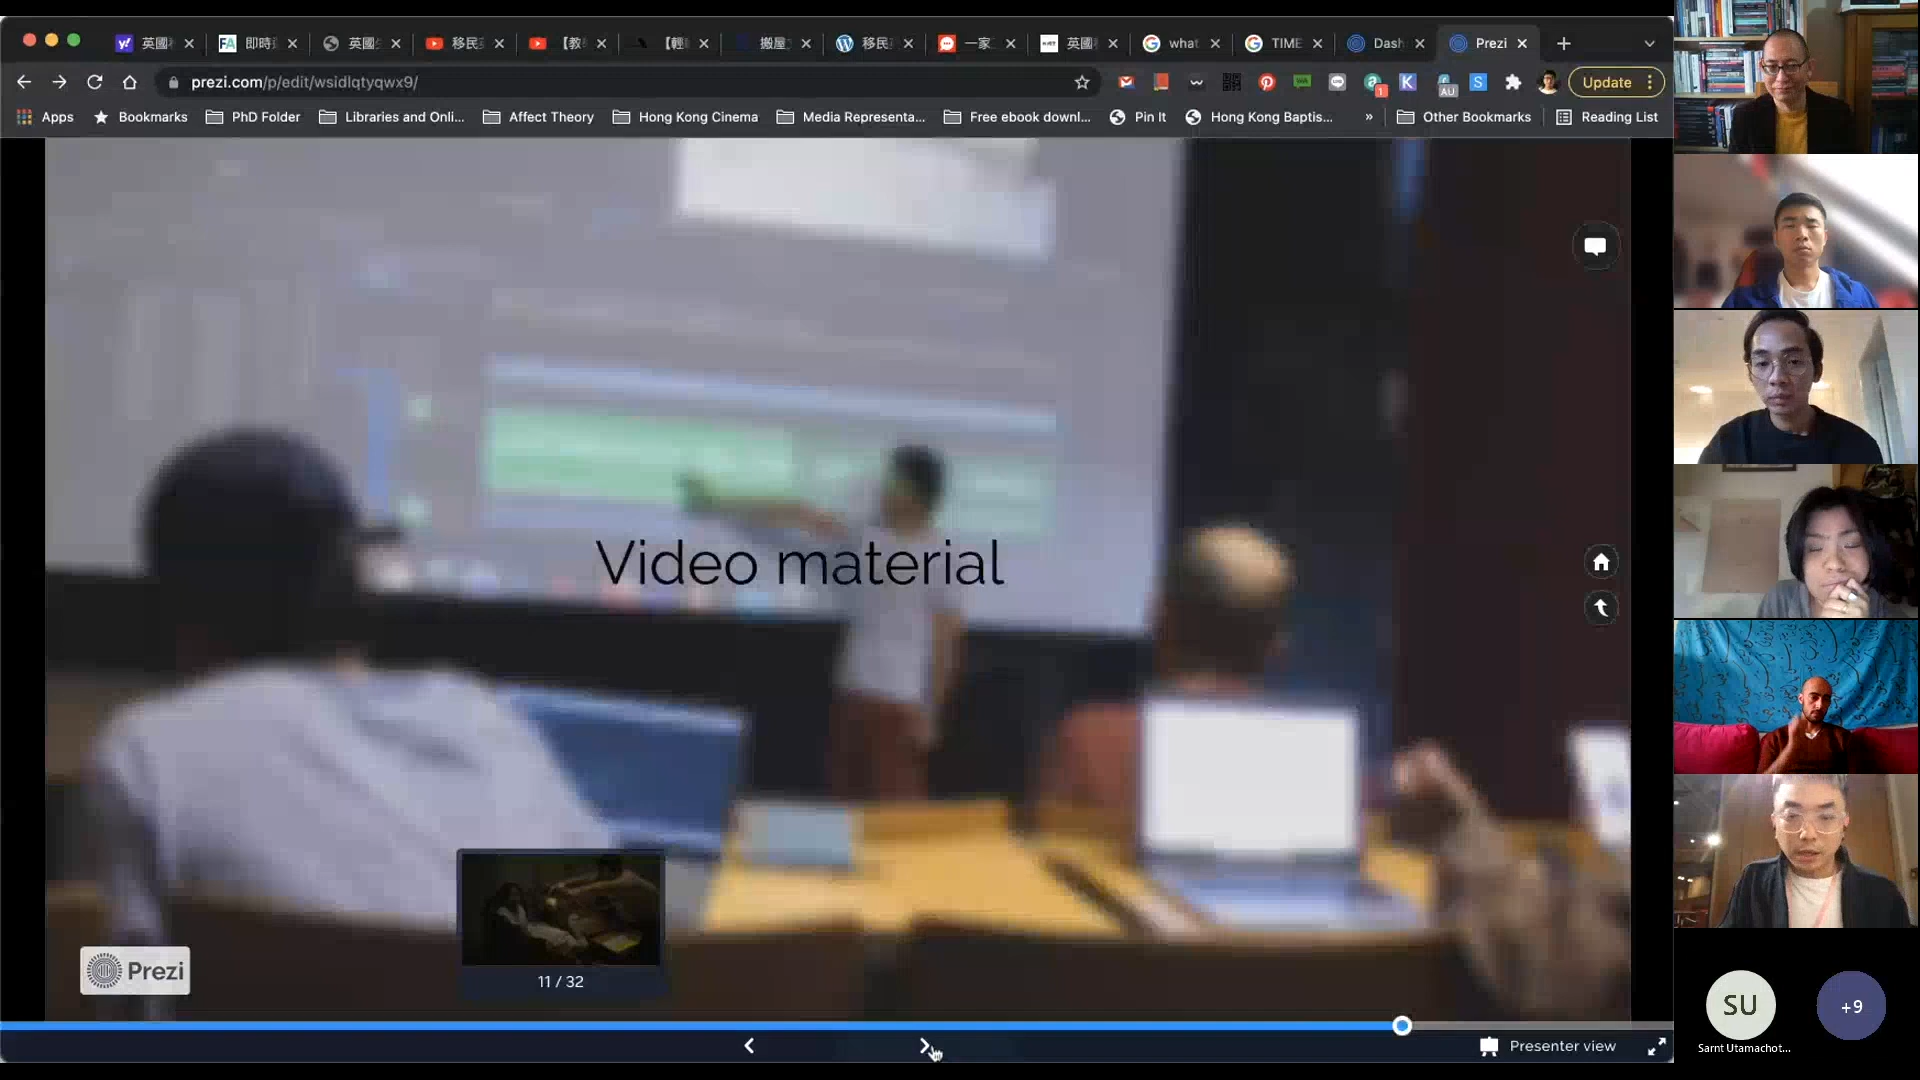 英國
即時
英國
移民
【教
【輕
搬屋
移民
一家
英國
what
TIME
Dash
Prezi
prezi.com/p/edit/wsidlqtyqwx9/
Update
Apps
Bookmarks
PhD Folder
Libraries and Onli...
Affect Theory
Hong Kong Cinema
Media Representa...
Free ebook downl...
Pin It
Hong Kong Baptis...
»
Other Bookmarks
Reading List
Video material
Prezi
11 / 32
Presenter view
SU
Sarnt Utamachot...
+9